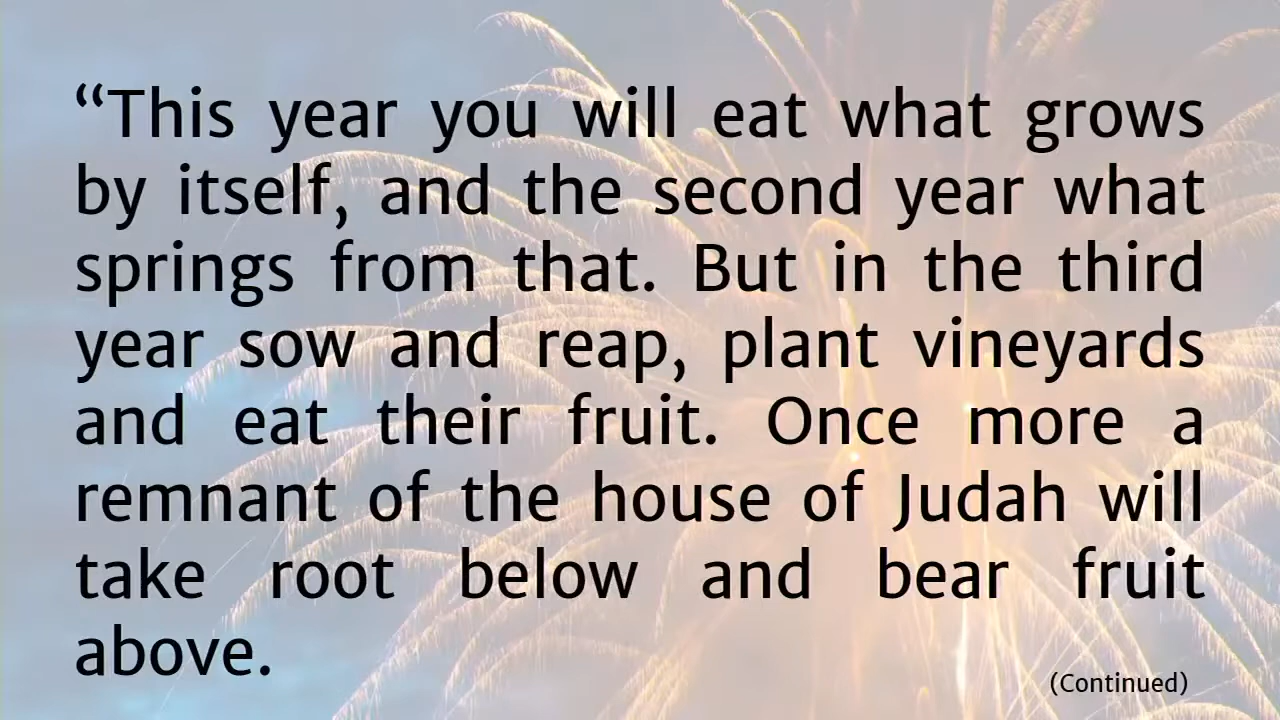 “This year you will eat what grows
by itself, and the second year what
springs from that. But in the third
year sow and reap, plant vineyards
and eat their fruit. Once more a
remnant of the house of Judah will
take root below and bear fruit
above.
(Continued)